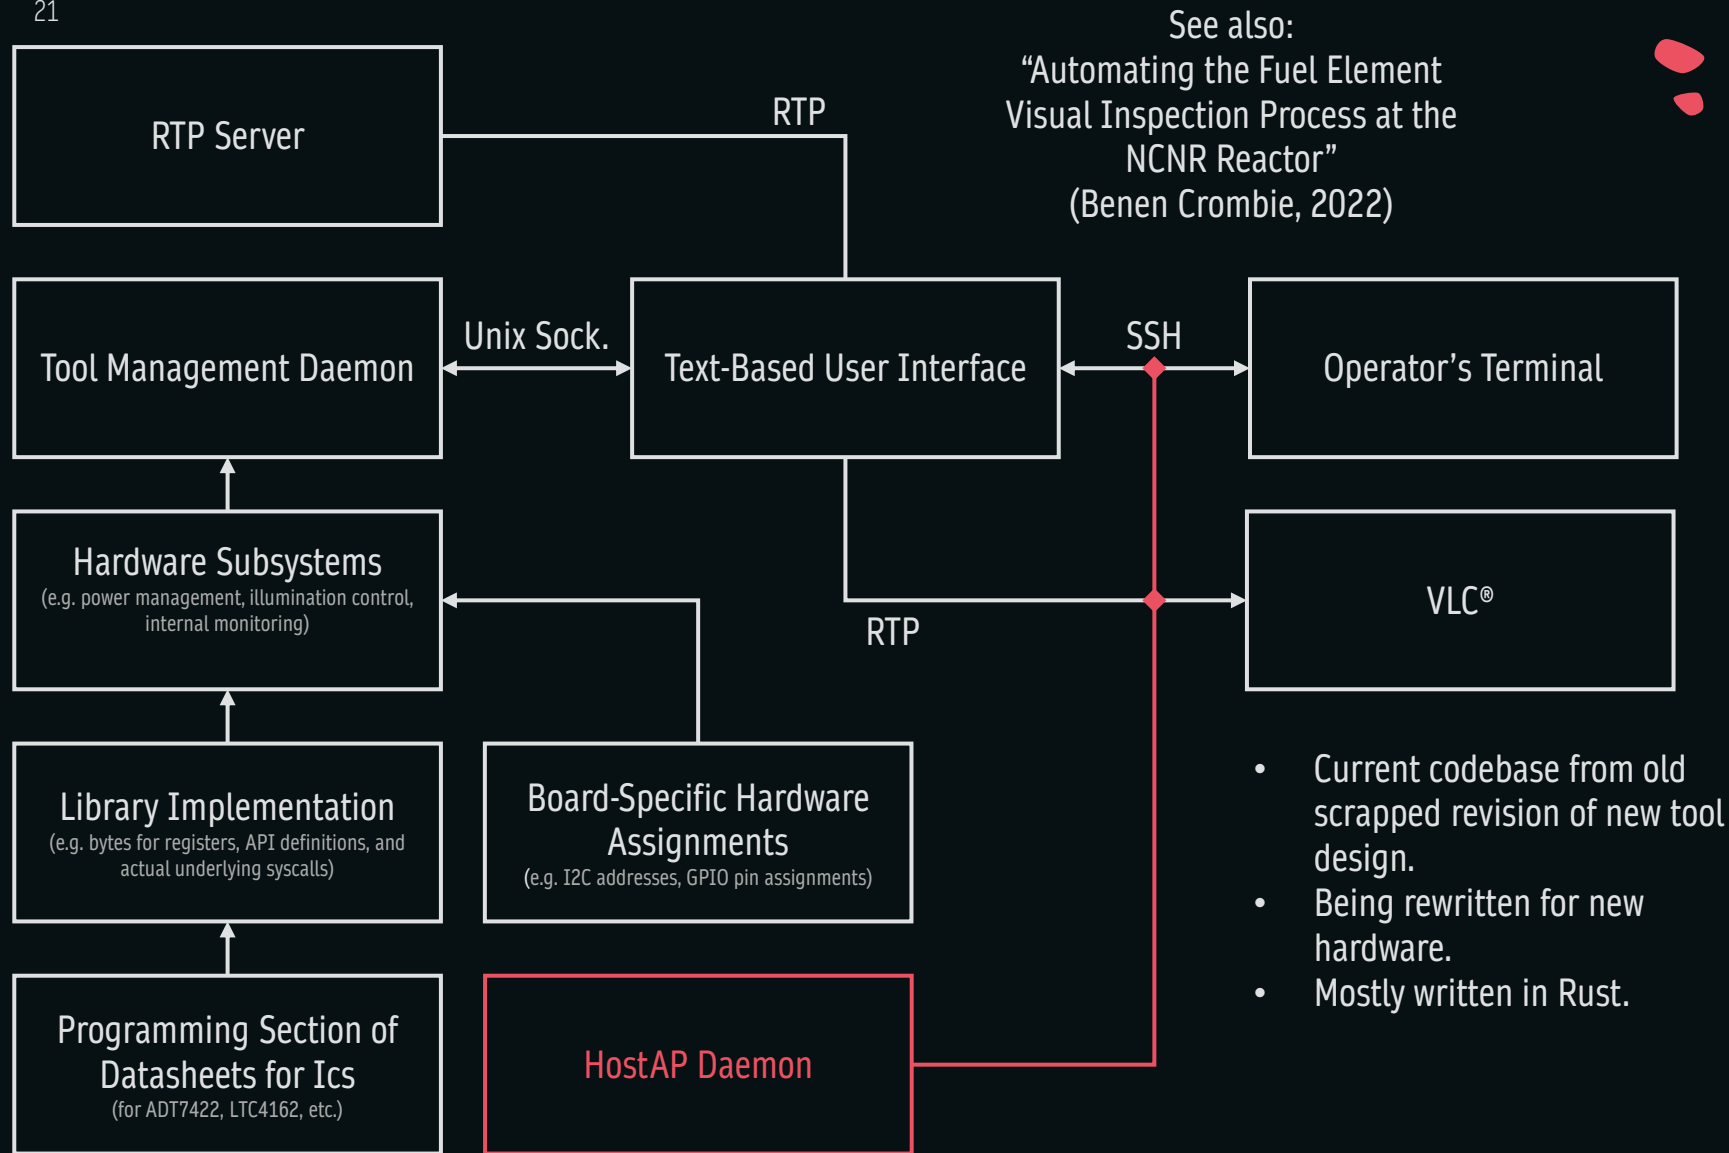 21
See also:
“Automating the Fuel Element
Visual Inspection Process at the
NCNR Reactor”
(Benen Crombie, 2022)
RTP Server
RTP
Tool Management Daemon
Unix Sock.
Text-Based User Interface
SSH
Operator’s Terminal
Hardware Subsystems
(e.g. power management, illumination control,
internal monitoring)
RTP
VLC®
Library Implementation
(e.g. bytes for registers, API definitions, and
actual underlying syscalls)
Board-Specific Hardware
Assignments
(e.g. I2C addresses, GPIO pin assignments)
• Current codebase from old
scrapped revision of new tool
design.
• Being rewritten for new
hardware.
• Mostly written in Rust.
Programming Section of
Datasheets for Ics
(for ADT7422, LTC4162, etc.)
HostAP Daemon